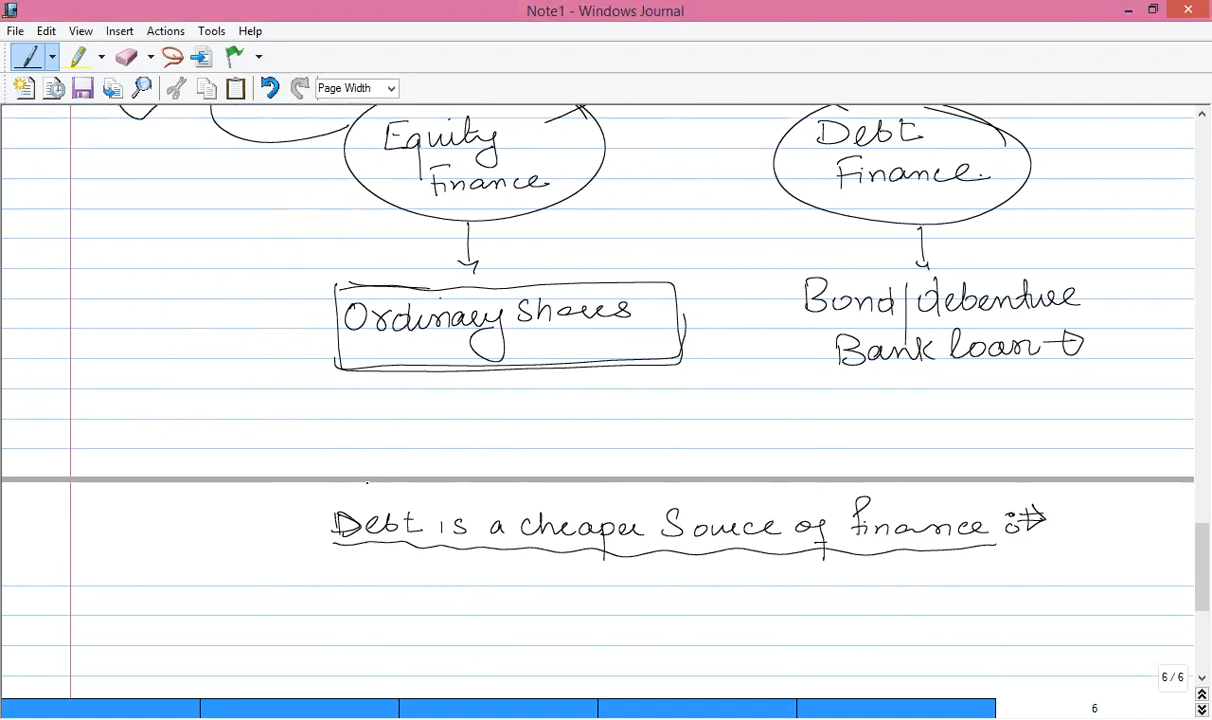 Note1 - Windows Journal
File Edit View Insert Actions Tools Help
Page Width
Equity
Finance
Debt
Finance.
Ordinary Shares
Bond/debenture
Bank loan
Debt is a cheaper Source of finance :
6 / 6
6